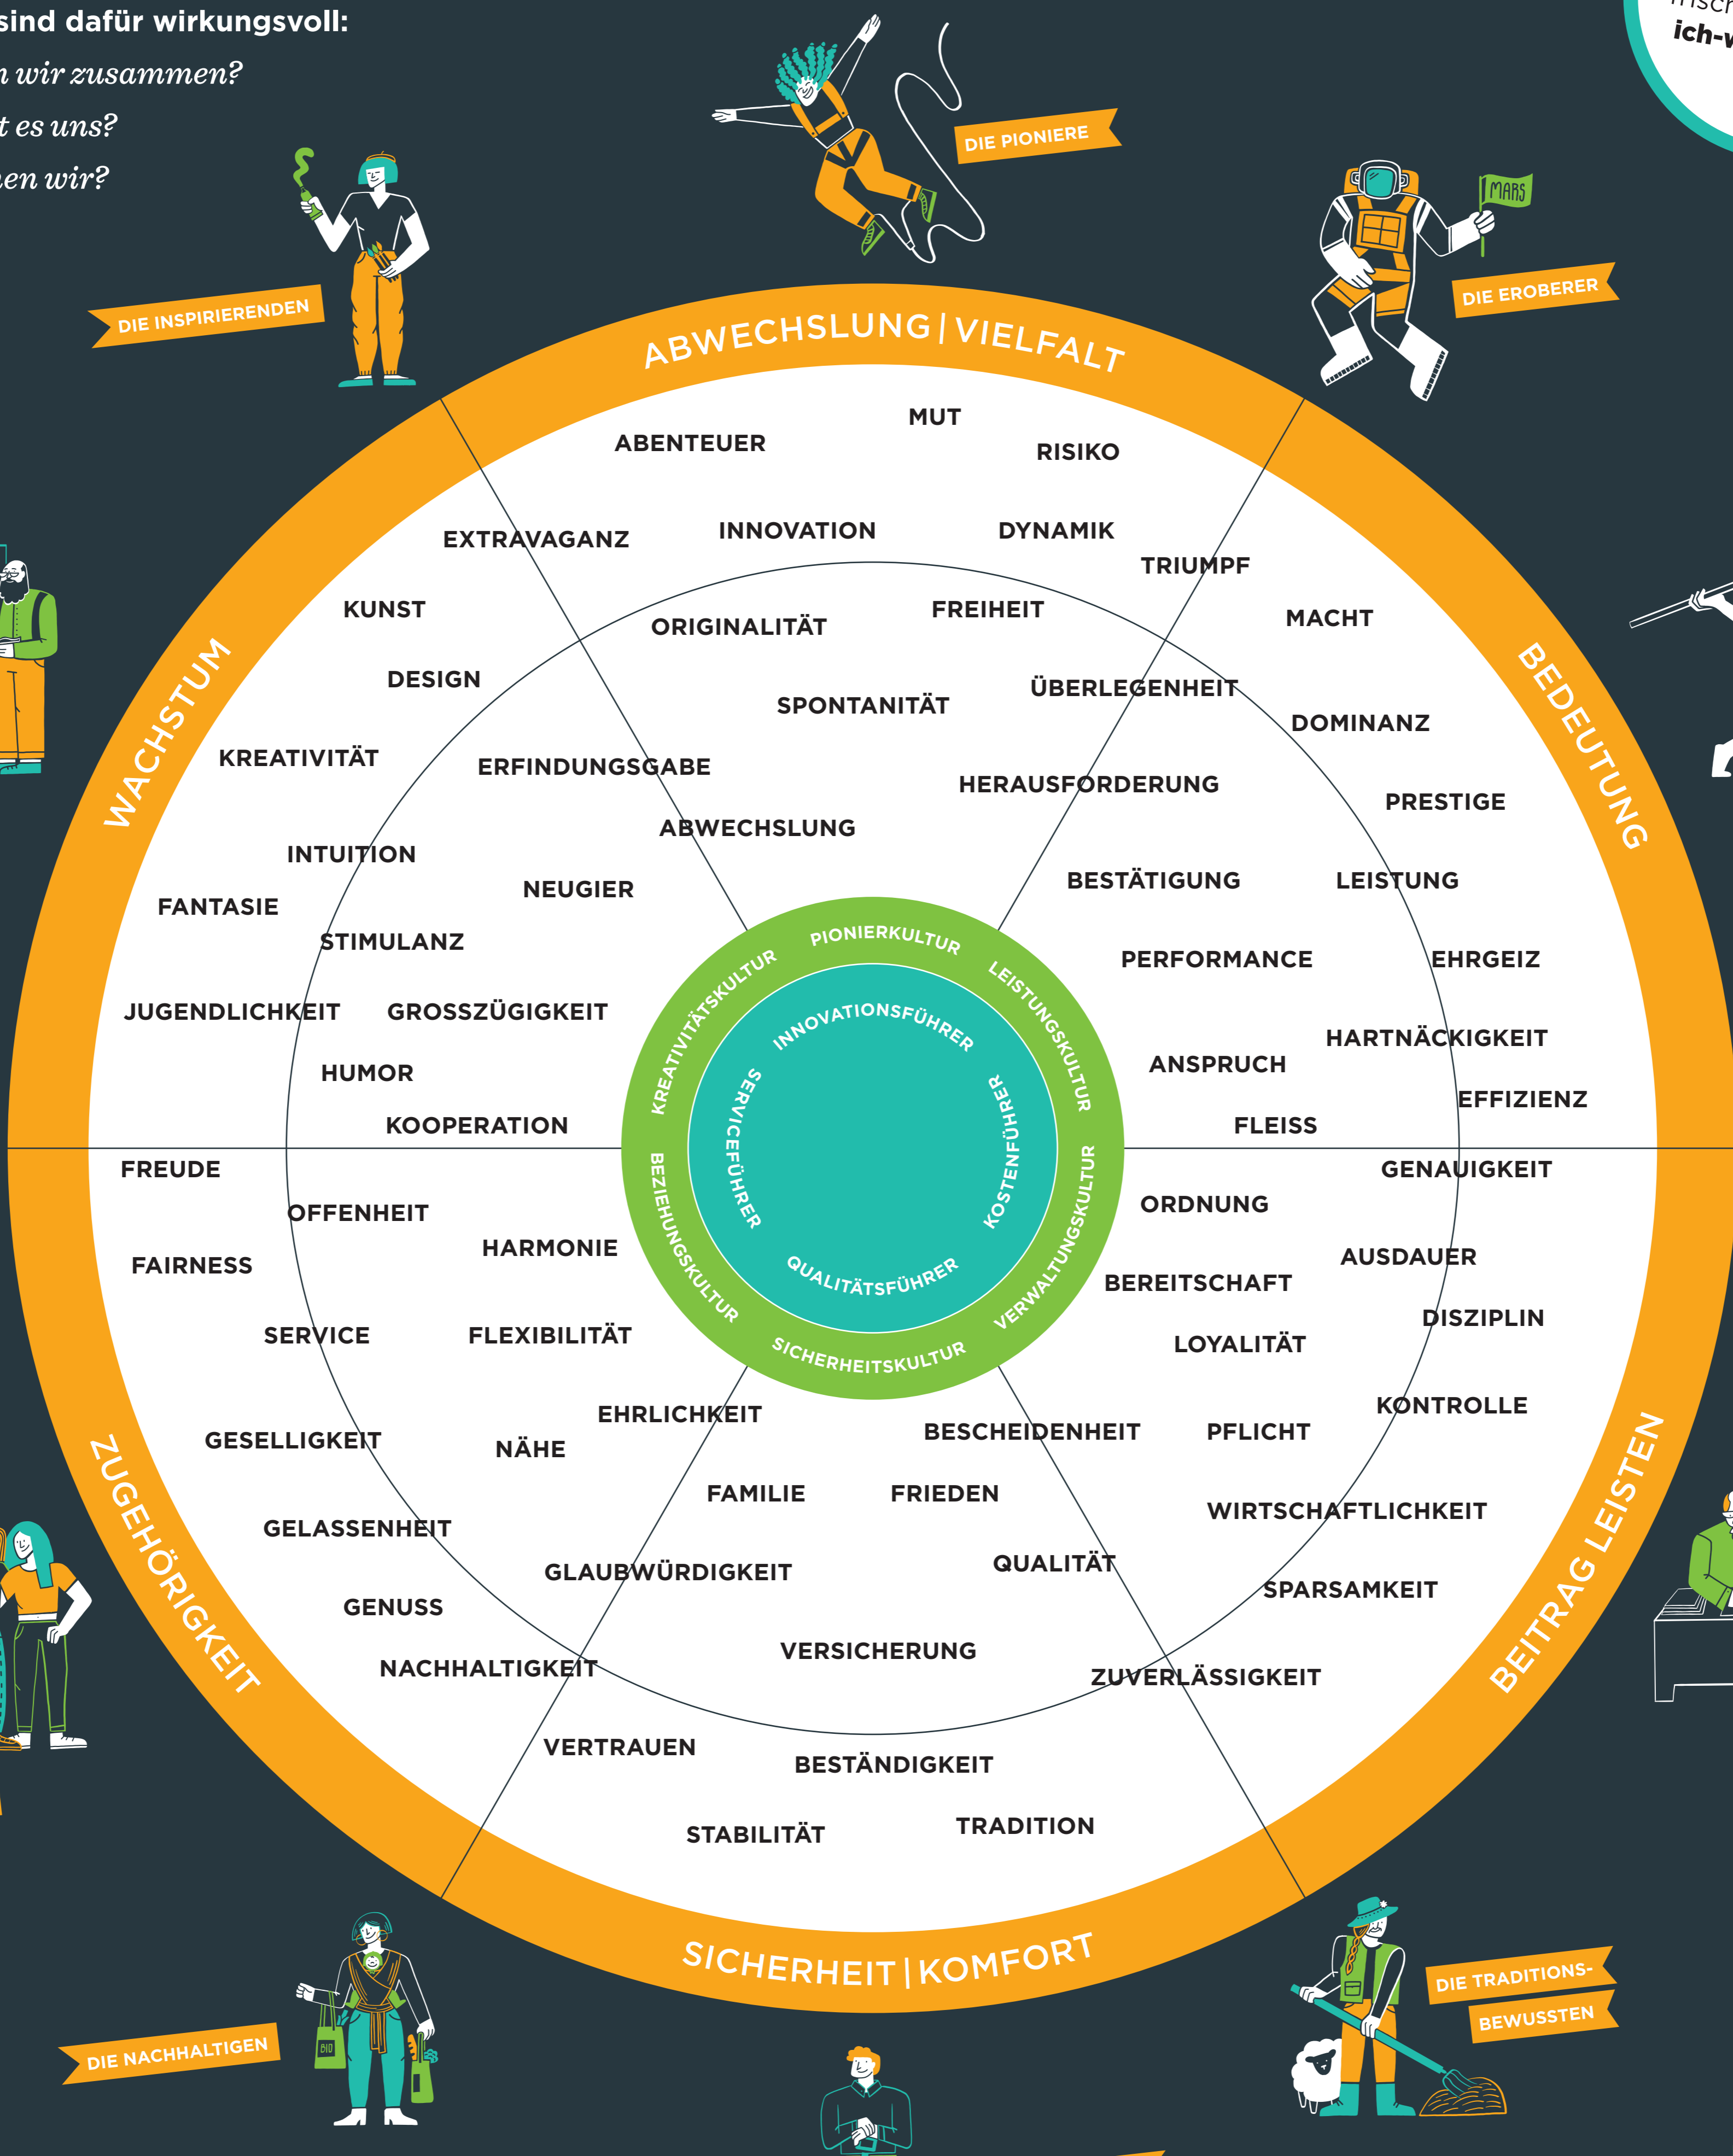 sind dafür wirkungsvoll:
wir zusammen?
es uns?
wir?
ich-
DIE PIONIERE
MARS
DIE EROBERER
DIE INSPIRIERENDEN
ABWECHSLUNG|VIELFALT
MUT
ABENTEUER
RISIKO
INNOVATION
DYNAMIK
EXTRAVAGANZ
TRIUMPF
KUNST
FREIHEIT
MACHT
ORIGINALITÄT
DESIGN
ÜBERLEGENHEIT
SPONTANITÄT
DOMINANZ
WACHSTUM
BEDEUTUNG
KREATIVITÄT
ERFINDUNGSGABE
HERAUSFORDERUNG
PRESTIGE
ABWECHSLUNG
INTUITION
BESTÄTIGUNG
LEISTUNG
NEUGIER
FANTASIE
STIMULANZ
PIONIERKULTUR
PERFORMANCE
EHRGEIZ
KREATIVITÄTSKULTUR
LEISTUNGSKULTUR
JUGENDLICHKEIT
GROSSZÜGIGKEIT
INNOVATIONSFÜHRER
HARTNÄCKIGKEIT
ANSPRUCH
HUMOR
EFFIZIENZ
KOOPERATION
SERVICEFÜHRER
KOSTENFÜHRER
FLEISS
FREUDE
GENAUIGKEIT
ORDNUNG
OFFENHEIT
BEZIEHUNGSKULTUR
VERWALTUNGSKULTUR
HARMONIE
AUSDAUER
FAIRNESS
QUALITÄTSFÜHRER
BEREITSCHAFT
DISZIPLIN
SERVICE
FLEXIBILITÄT
LOYALITÄT
SICHERHEITSKULTUR
KONTROLLE
EHRLICHKEIT
BESCHEIDENHEIT
PFLICHT
GESELLIGKEIT
NÄHE
FAMILIE
FRIEDEN
WIRTSCHAFTLICHKEIT
GELASSENHEIT
ZUGEHÖRIGKEIT
BEITRAG LEISTEN
QUALITÄT
GLAUBWÜRDIGKEIT
SPARSAMKEIT
GENUSS
VERSICHERUNG
NACHHALTIGKEIT
ZUVERLÄSSIGKEIT
VERTRAUEN
BESTÄNDIGKEIT
TRADITION
STABILITÄT
SICHERHEIT|KOMFORT
DIE TRADITIONS-
BEWUSSTEN
BIO
DIE NACHHALTIGEN